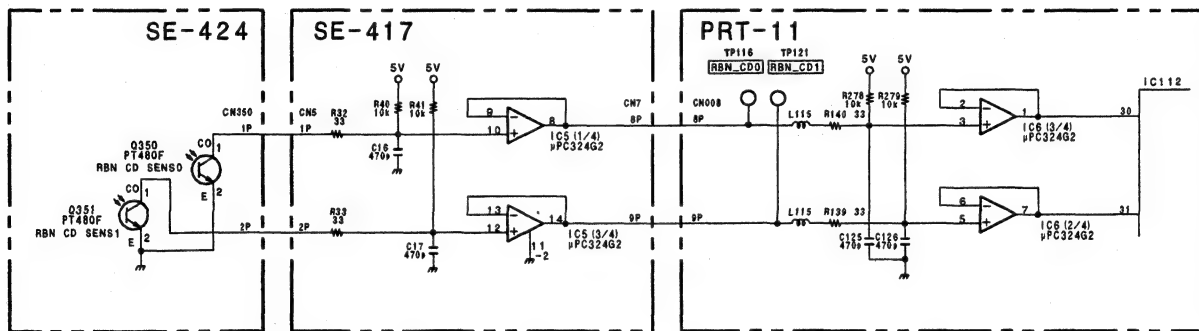 SE-424
SE-417
PRT-11
TP116
TP121
RBN_CD0
RBN_CD1
5V
5V
5V
5V
IC112
CN350
CN5
R32
33
R40
10k
R41
10k
CN7
CN008
R278
10k
R279
10k
1P
1P
9
8
10
8P
8P
L115
R140 33
2
1
3
30
Q350
PT480F
RBN CD SENS0
CO
1
E
2
C16
470p
IC5 (1/4)
µPC324G2
IC6 (3/4)
µPC324G2
Q351
PT480F
RBN CD SENS1
CO
1
E
2
2P
2P
R33
33
13
14
12
11
-2
9P
9P
L115
R139 33
6
7
5
31
C17
470p
IC5 (3/4)
µPC324G2
C125
470p
C126
470p
IC6 (2/4)
µPC324G2